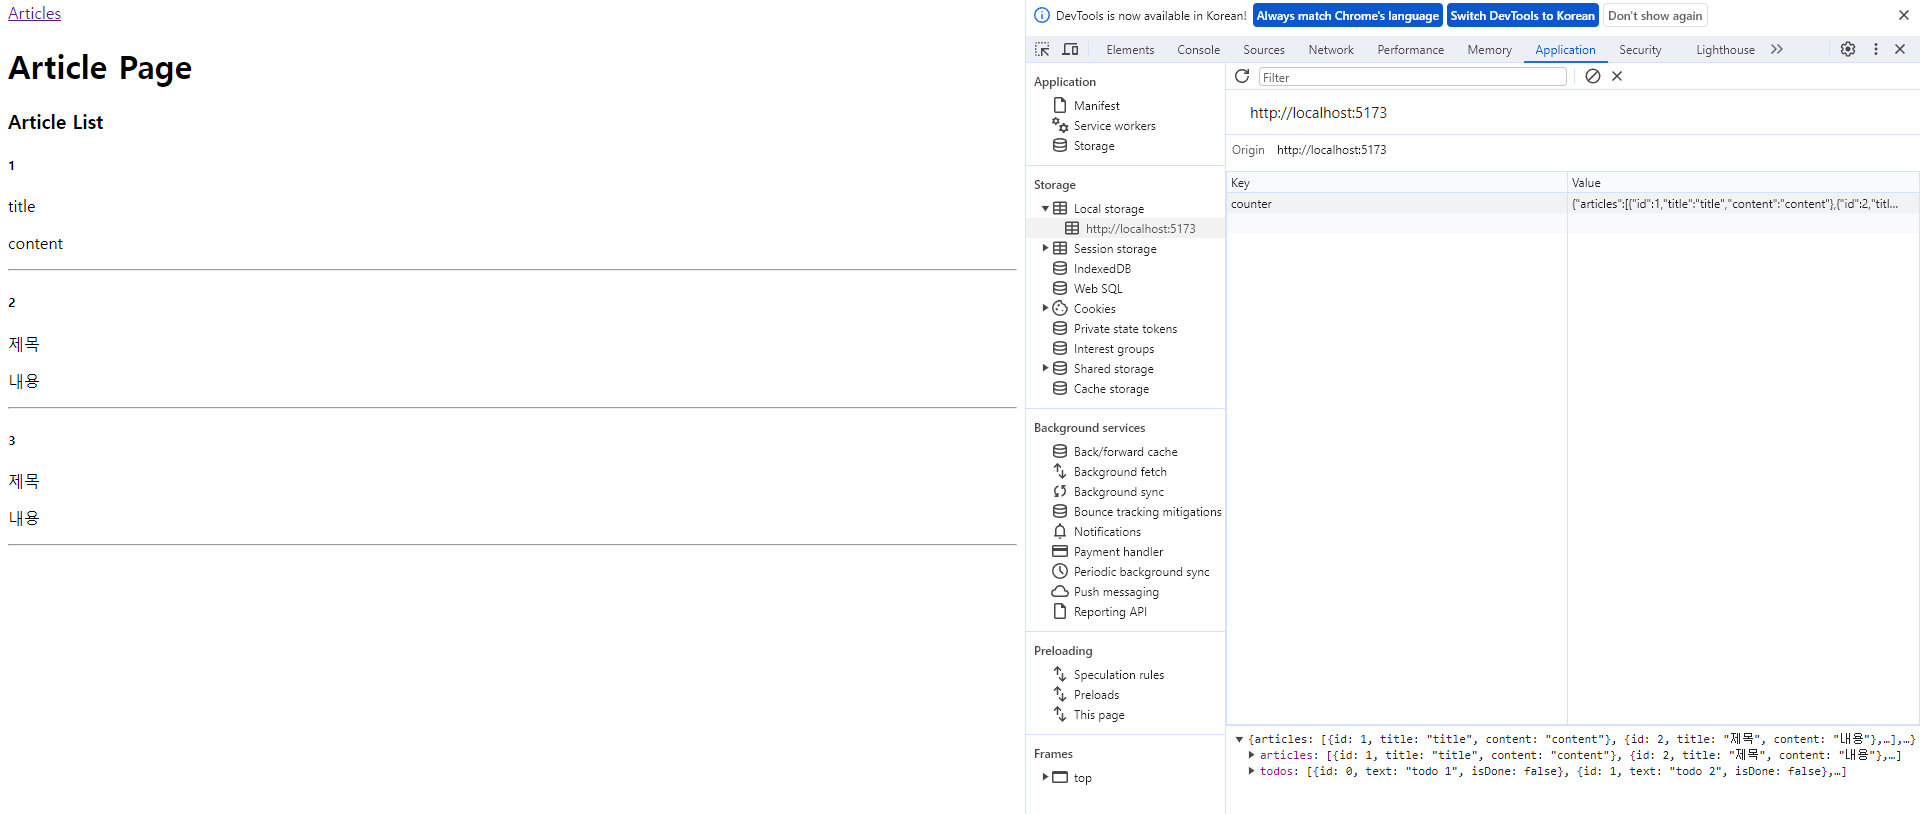 Articles
Article Page
Article List
1
title
content
2
제목
내용
3
제목
내용
DevTools is now available in Korean! Always match Chrome's language Switch DevTools to Korean Don't show again
Elements Console Sources Network Performance Memory Application Security Lighthouse
Application
Manifest
Service workers
Storage
Storage
Local storage
http://localhost:5173
Session storage
IndexedDB
Web SQL
Cookies
Private state tokens
Interest groups
Shared storage
Cache storage
Background services
Back/forward cache
Background fetch
Background sync
Bounce tracking mitigations
Notifications
Payment handler
Periodic background sync
Push messaging
Reporting API
Preloading
Speculation rules
Preloads
This page
Frames
top
Filter
http://localhost:5173
Origin http://localhost:5173
Key Value
counter {"articles":[{"id":1,"title":"title","content":"content"},{"id":2,"titl...
{articles: [{id: 1, title: "title", content: "content"}, {id: 2, title: "제목", content: "내용"},…],…}
articles: [{id: 1, title: "title", content: "content"}, {id: 2, title: "제목", content: "내용"},…]
todos: [{id: 0, text: "todo 1", isDone: false}, {id: 1, text: "todo 2", isDone: false},…]